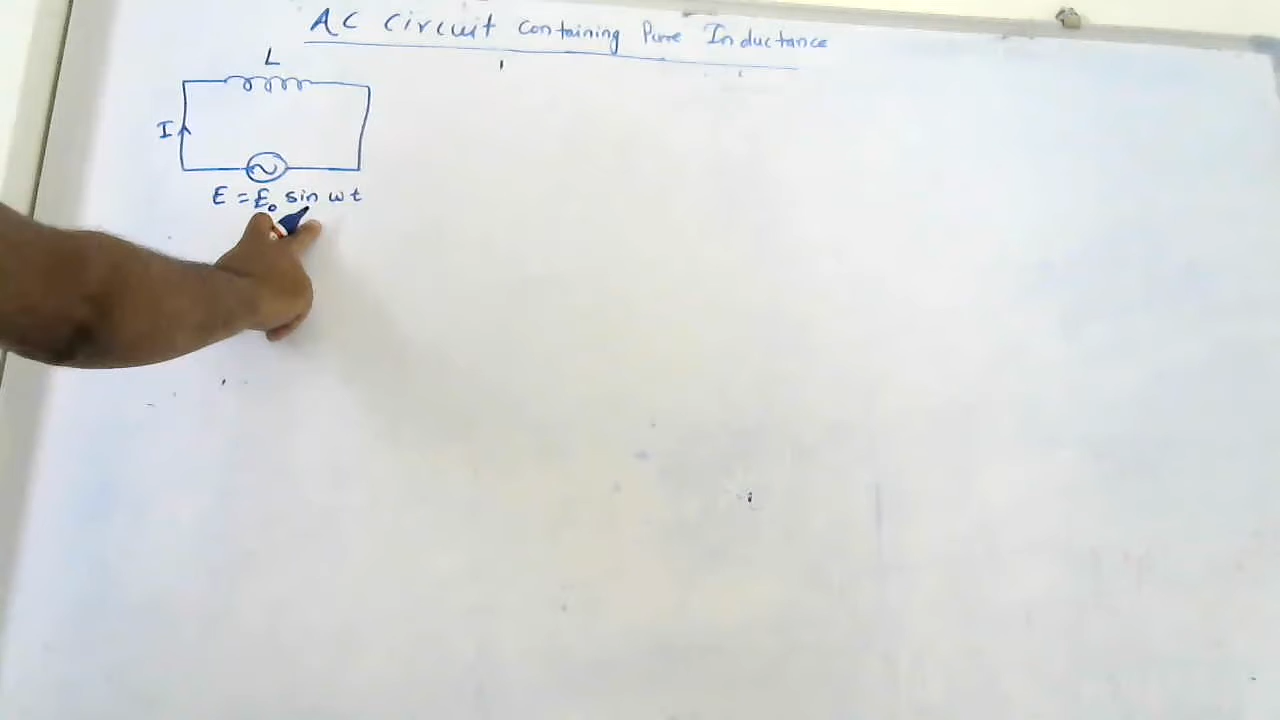 AC Circuit containing Pure Inductance
L
I
E = E₀ sin ωt